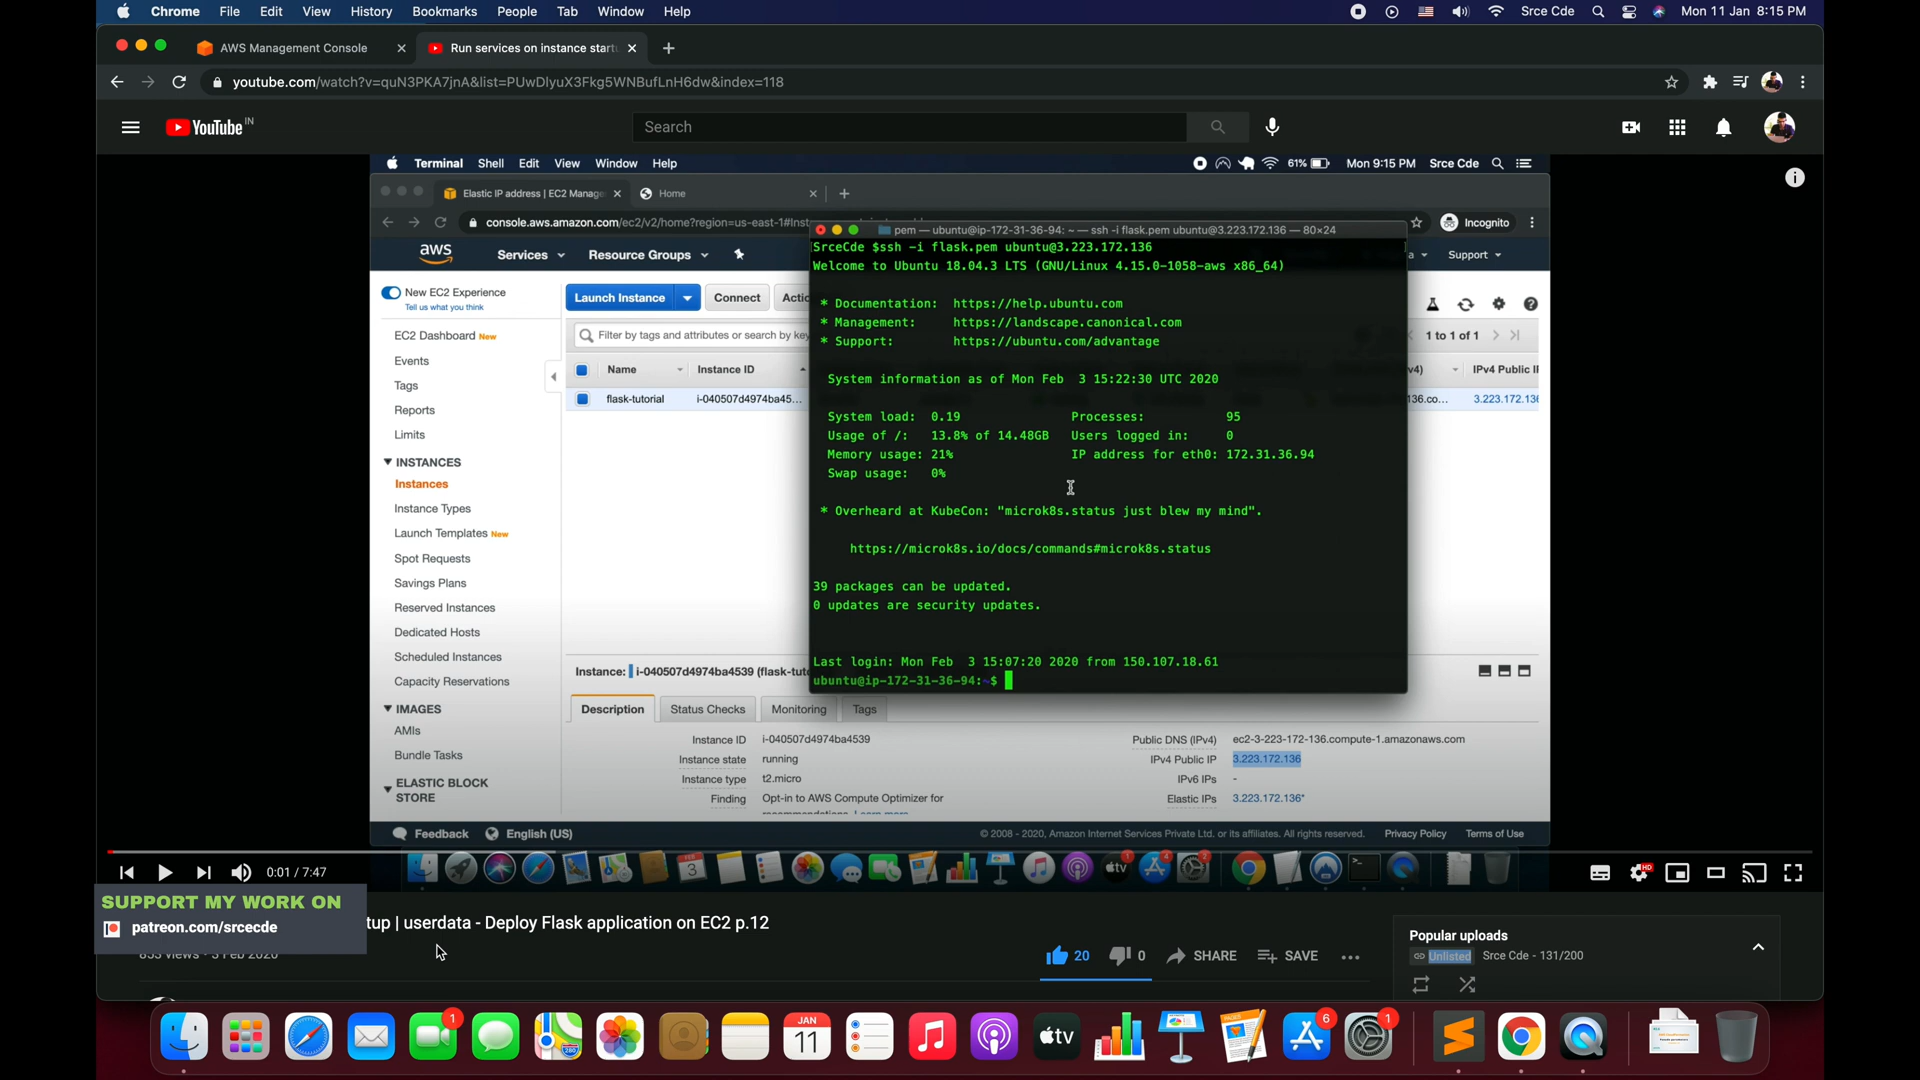 Chrome File Edit View History Bookmarks People Tab Window Help Srce Cde Mon 11 Jan 8:15 PM
AWS Management Console Run services on instance start
youtube.com/watch?v=quN3PKA7jnA&list=PUwDlyuX3Fkg5WNBufLnH6dw&index=118
YouTube IN Search
Terminal Shell Edit View Window Help 61% Mon 9:15 PM Srce Cde
Elastic IP address | EC2 Manage Home
console.aws.amazon.com/ec2/v2/home?region=us-east-1#Inst Incognito
pem — ubuntu@ip-172-31-36-94: ~ — ssh -i flask.pem ubuntu@3.223.172.136 — 80×24
aws Services Resource Groups Support
SrceCde $ssh -i flask.pem ubuntu@3.223.172.136
Welcome to Ubuntu 18.04.3 LTS (GNU/Linux 4.15.0-1058-aws x86_64)
* Documentation: https://help.ubuntu.com
* Management: https://landscape.canonical.com
* Support: https://ubuntu.com/advantage
System information as of Mon Feb 3 15:22:30 UTC 2020
System load: 0.19 Processes: 95
Usage of /: 13.8% of 14.48GB Users logged in: 0
Memory usage: 21% IP address for eth0: 172.31.36.94
Swap usage: 0%
* Overheard at KubeCon: "microk8s.status just blew my mind".
https://microk8s.io/docs/commands#microk8s.status
39 packages can be updated.
0 updates are security updates.
Last login: Mon Feb 3 15:07:20 2020 from 150.107.18.61
ubuntu@ip-172-31-36-94:~$
New EC2 Experience
Tell us what you think
EC2 Dashboard New
Events
Tags
Reports
Limits
INSTANCES
Instances
Instance Types
Launch Templates New
Spot Requests
Savings Plans
Reserved Instances
Dedicated Hosts
Scheduled Instances
Capacity Reservations
IMAGES
AMIs
Bundle Tasks
ELASTIC BLOCK
STORE
Launch Instance Connect Actio
Filter by tags and attributes or search by key 1 to 1 of 1
Name Instance ID v4) IPv4 Public I
flask-tutorial i-040507d4974ba45... 136.co... 3.223.172.136
Instance: i-040507d4974ba4539 (flask-tut
Description Status Checks Monitoring Tags
Instance ID i-040507d4974ba4539 Public DNS (IPv4) ec2-3-223-172-136.compute-1.amazonaws.com
Instance state running IPv4 Public IP 3.223.172.136
Instance type t2.micro IPv6 IPs -
Finding Opt-in to AWS Compute Optimizer for Elastic IPs 3.223.172.136*
Feedback English (US) © 2008 - 2020, Amazon Internet Services Private Ltd. or its affiliates. All rights reserved. Privacy Policy Terms of Use
0:01 / 7:47 HD
SUPPORT MY WORK ON
patreon.com/srcecde
tup | userdata - Deploy Flask application on EC2 p.12
853 views · 3 Feb 2020
20 0 SHARE SAVE
Popular uploads
Unlisted Srce Cde - 131/200
1 JAN 11 tv 6 1